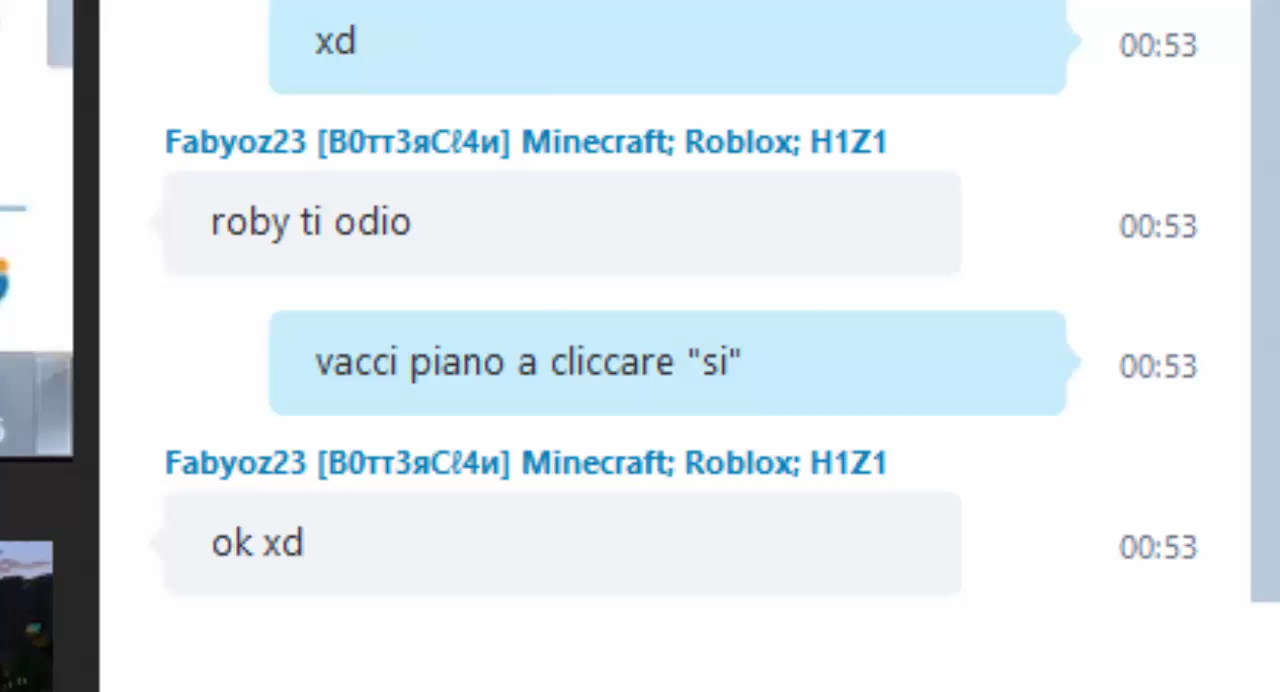 xd
00:53
Fabyoz23 [B0тт3яCℓ4и] Minecraft; Roblox; H1Z1
roby ti odio
00:53
vacci piano a cliccare "si"
00:53
Fabyoz23 [B0тт3яCℓ4и] Minecraft; Roblox; H1Z1
ok xd
00:53